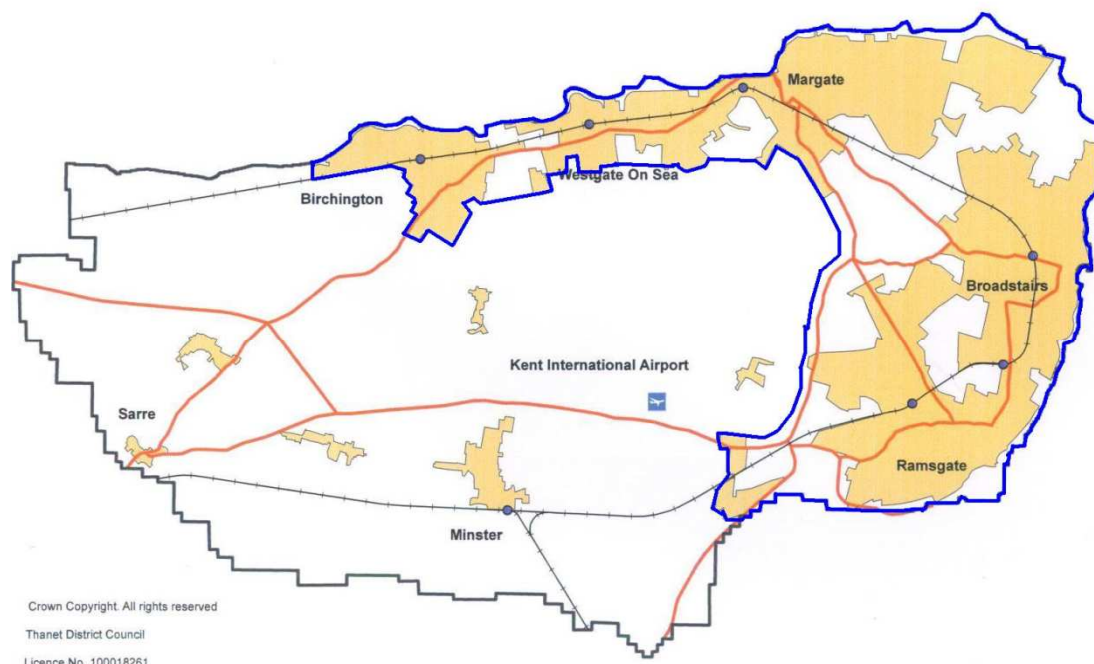 Margate
Westgate On Sea
Birchington
Broadstairs
Kent International Airport
Sarre
Ramsgate
Minster
Crown Copyright. All rights reserved
Thanet District Council
Licence No. 100018261